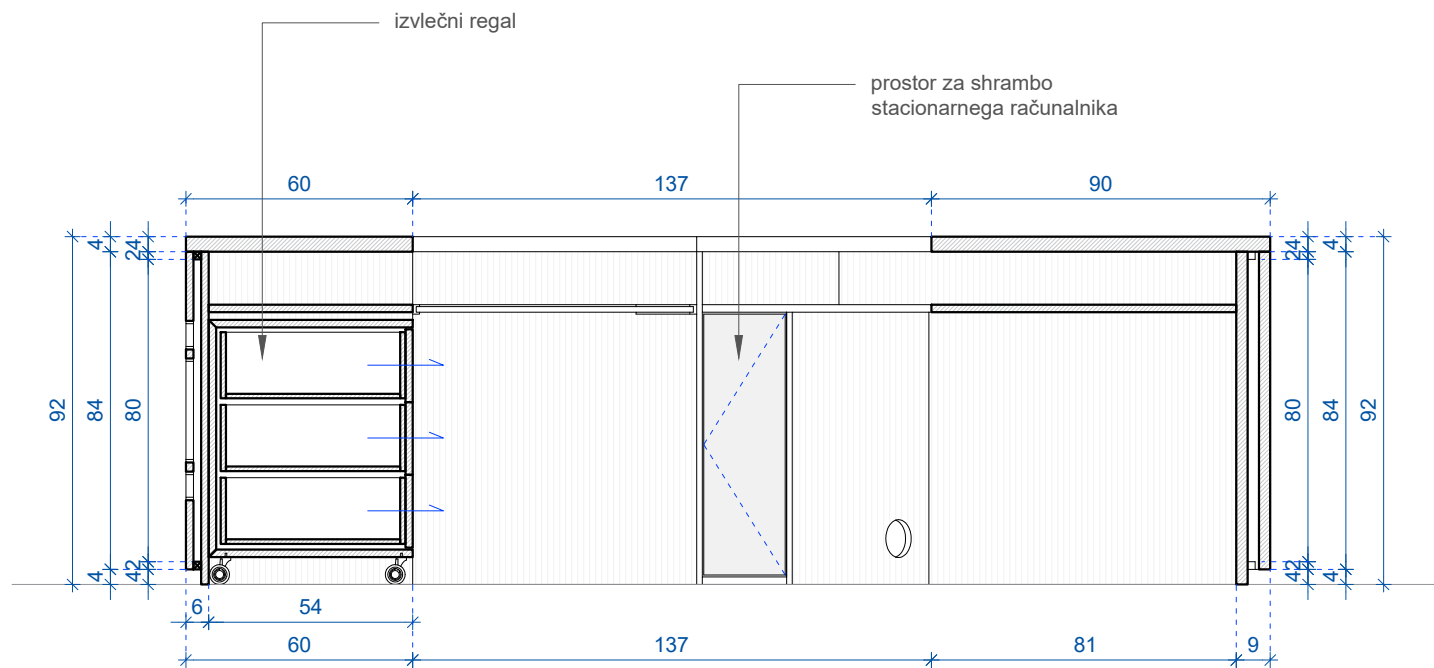 izvlečni regal
prostor za shrambo
stacionarnega računalnika
60 137 90
4 24 24 4
92 84 80 80 84 92
4 42 42 4
6 54
60 137 81 9